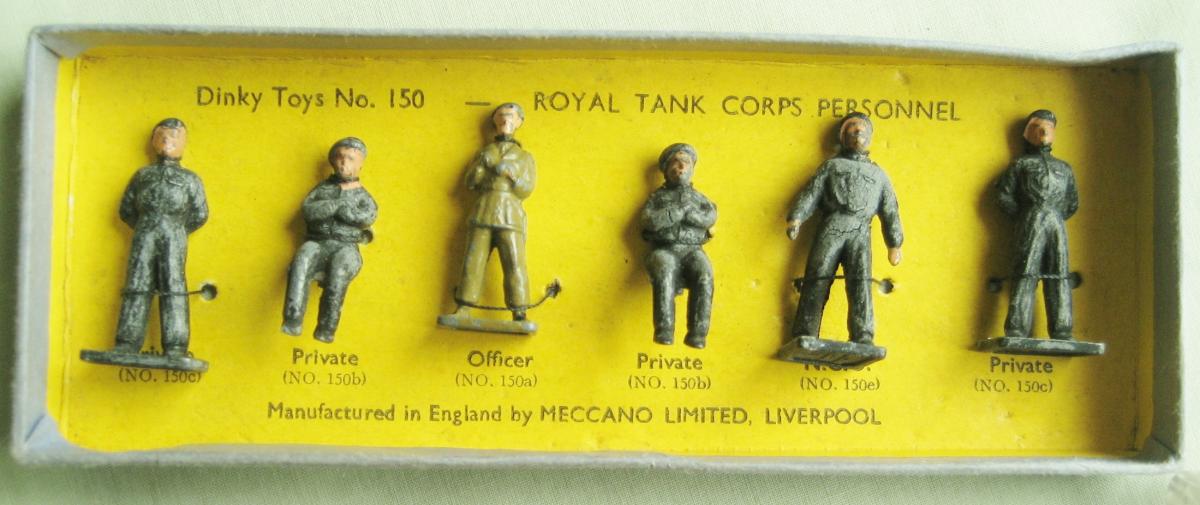 Dinky Toys No. 150 — ROYAL TANK CORPS PERSONNEL
Private Officer Private Private
(NO. 150c) (NO. 150b) (NO. 150a) (NO. 150b) (NO. 150e) (NO. 150c)
Manufactured in England by MECCANO LIMITED, LIVERPOOL